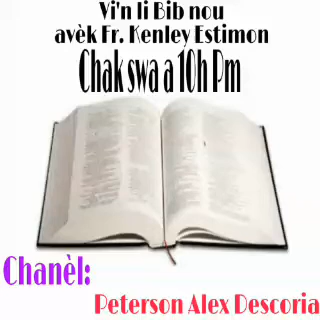 Vi'n li Bib nou
avèk Fr. Kenley Estimon
Chak swa a 10h Pm
Chanèl:
Peterson Alex Descoria